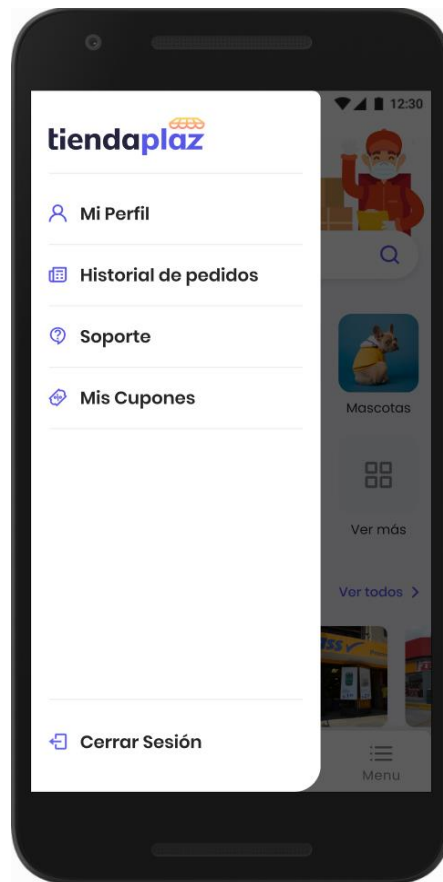 12:30
tiendaplaz
Mi Perfil
Historial de pedidos
Soporte
Mis Cupones
Mascotas
Ver más
Ver todos
Cerrar Sesión
Menu